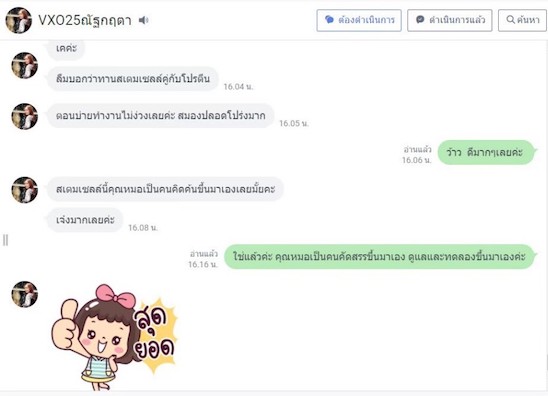 VX025ณัฐกฤตา
ต้องดำเนินการ
ดำเนินการแล้ว
ค้นหา
เคค่ะ
ลืมบอกว่าทานสเตมเซลล์คู่กับโปรตีน
16.04 น.
ตอนบ่ายทำงานไม่ง่วงเลยค่ะ สมองปลอดโปร่งมาก
16.05 น.
อ่านแล้ว
16.06 น.
ว้าว ดีมากๆเลยค่ะ
สเตมเซลล์นี้คุณหมอเป็นคนคิดค้นขึ้นมาเองเลยมั้ยคะ
เจ๋งมากเลยค่ะ
16.08 น.
อ่านแล้ว
16.16 น.
ใช่แล้วค่ะ คุณหมอเป็นคนคัดสรรขึ้นมาเอง ดูแลและทดลองขึ้นมาเองค่ะ
สุด
ยอด